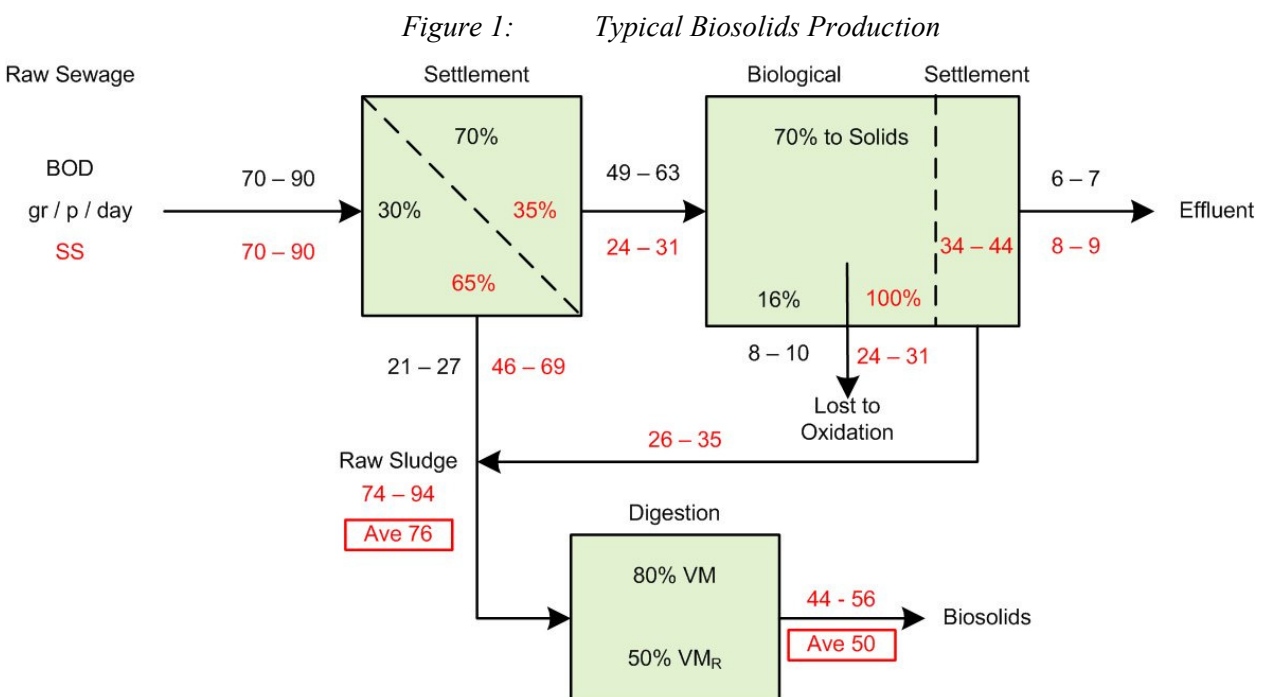 Figure 1: Typical Biosolids Production
Raw Sewage
Settlement
Biological
Settlement
BOD
gr / p / day
SS
70 – 90
70 – 90
70%
30%
35%
65%
49 – 63
24 – 31
70% to Solids
34 – 44
16%
100%
6 – 7
8 – 9
Effluent
21 – 27
46 – 69
8 – 10
24 – 31
Lost to
Oxidation
26 – 35
Raw Sludge
74 – 94
Ave 76
Digestion
80% VM
50% VMR
44 - 56
Ave 50
Biosolids